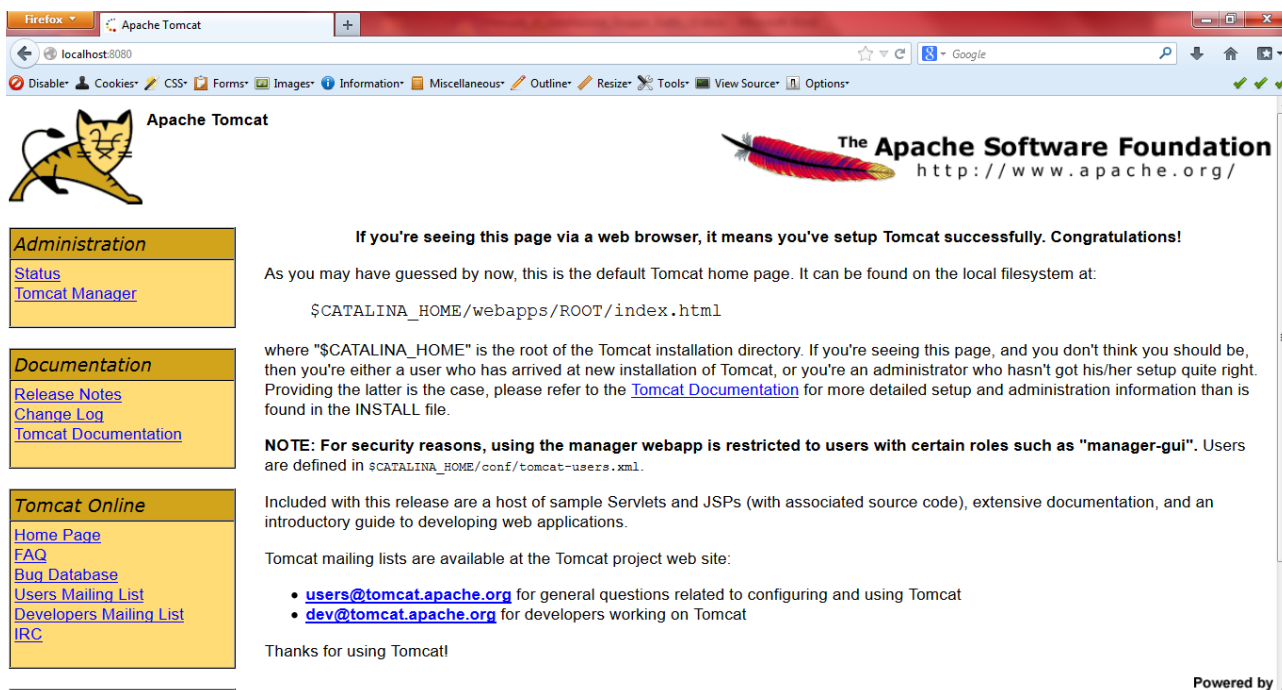 Firefox
Apache Tomcat
localhost:8080
Google
Disable Cookies CSS Forms Images Information Miscellaneous Outline Resize Tools View Source Options
Apache Tomcat
The Apache Software Foundation
http://www.apache.org/
Administration
Status
Tomcat Manager
Documentation
Release Notes
Change Log
Tomcat Documentation
Tomcat Online
Home Page
FAQ
Bug Database
Users Mailing List
Developers Mailing List
IRC
If you're seeing this page via a web browser, it means you've setup Tomcat successfully. Congratulations!
As you may have guessed by now, this is the default Tomcat home page. It can be found on the local filesystem at:
$CATALINA_HOME/webapps/ROOT/index.html
where "$CATALINA_HOME" is the root of the Tomcat installation directory. If you're seeing this page, and you don't think you should be,
then you're either a user who has arrived at new installation of Tomcat, or you're an administrator who hasn't got his/her setup quite right.
Providing the latter is the case, please refer to the Tomcat Documentation for more detailed setup and administration information than is
found in the INSTALL file.
NOTE: For security reasons, using the manager webapp is restricted to users with certain roles such as "manager-gui". Users
are defined in $CATALINA_HOME/conf/tomcat-users.xml.
Included with this release are a host of sample Servlets and JSPs (with associated source code), extensive documentation, and an
introductory guide to developing web applications.
Tomcat mailing lists are available at the Tomcat project web site:
• users@tomcat.apache.org for general questions related to configuring and using Tomcat
• dev@tomcat.apache.org for developers working on Tomcat
Thanks for using Tomcat!
Powered by